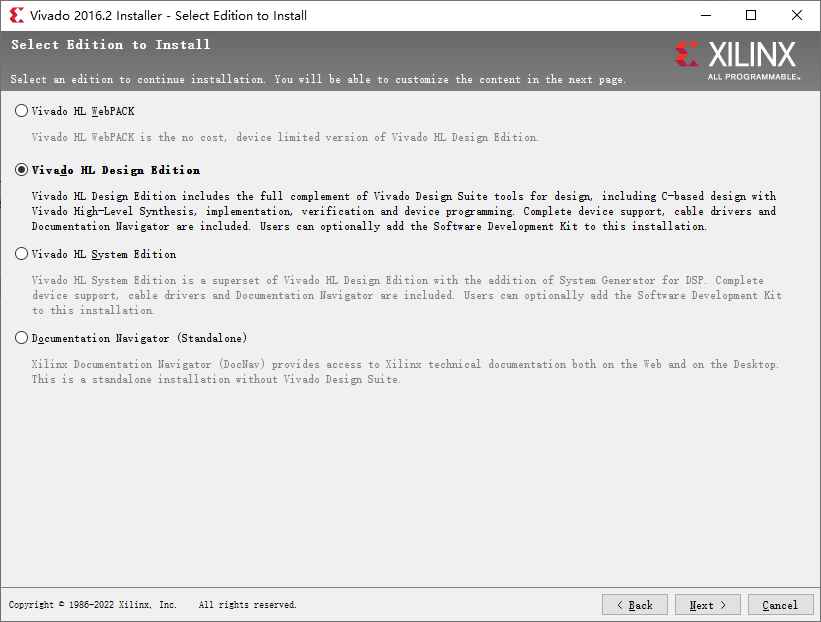 Vivado 2016.2 Installer - Select Edition to Install
Select Edition to Install
XILINX
ALL PROGRAMMABLE™
Select an edition to continue installation. You will be able to customize the content in the next page.
Vivado HL WebPACK
Vivado HL WebPACK is the no cost, device limited version of Vivado HL Design Edition.
Vivado HL Design Edition
Vivado HL Design Edition includes the full complement of Vivado Design Suite tools for design, including C-based design with
Vivado High-Level Synthesis, implementation, verification and device programming. Complete device support, cable drivers and
Documentation Navigator are included. Users can optionally add the Software Development Kit to this installation.
Vivado HL System Edition
Vivado HL System Edition is a superset of Vivado HL Design Edition with the addition of System Generator for DSP. Complete
device support, cable drivers and Documentation Navigator are included. Users can optionally add the Software Development Kit
to this installation.
Documentation Navigator (Standalone)
Xilinx Documentation Navigator (DocNav) provides access to Xilinx technical documentation both on the Web and on the Desktop.
This is a standalone installation without Vivado Design Suite.
Copyright © 1986-2022 Xilinx, Inc. All rights reserved.
< Back Next > Cancel